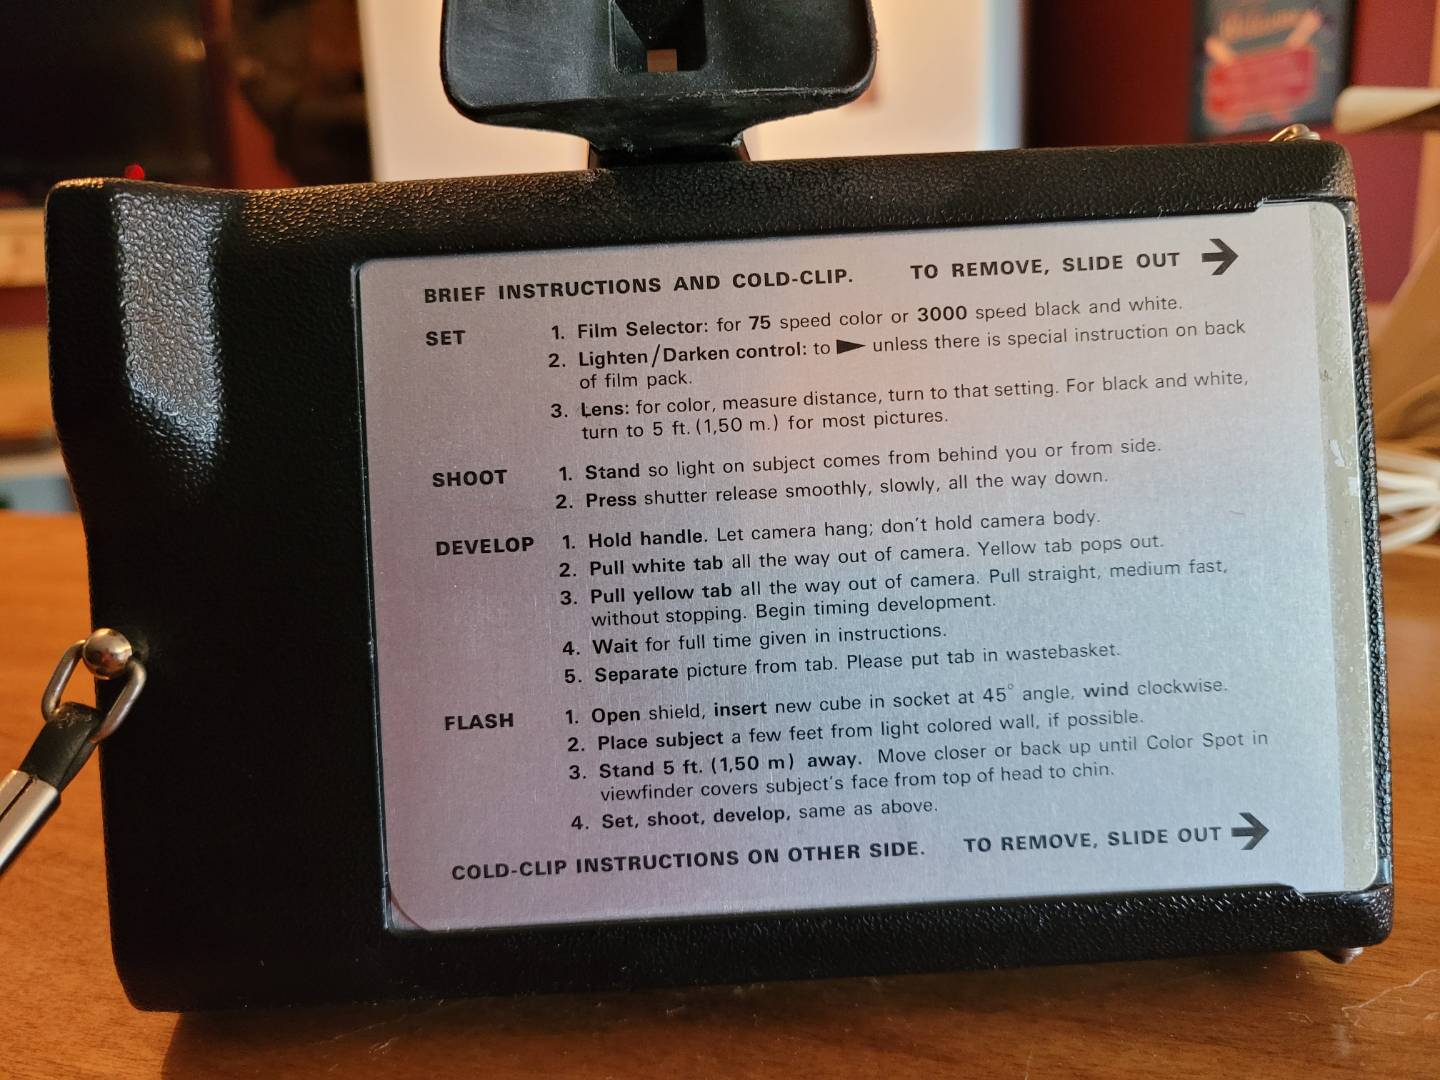 BRIEF INSTRUCTIONS AND COLD-CLIP. TO REMOVE, SLIDE OUT
SET 1. Film Selector: for 75 speed color or 3000 speed black and white.
2. Lighten/Darken control: to unless there is special instruction on back
of film pack.
3. Lens: for color, measure distance, turn to that setting. For black and white,
turn to 5 ft. (1,50 m.) for most pictures.
SHOOT 1. Stand so light on subject comes from behind you or from side.
2. Press shutter release smoothly, slowly, all the way down.
DEVELOP 1. Hold handle. Let camera hang; don't hold camera body.
2. Pull white tab all the way out of camera. Yellow tab pops out.
3. Pull yellow tab all the way out of camera. Pull straight, medium fast,
without stopping. Begin timing development.
4. Wait for full time given in instructions.
5. Separate picture from tab. Please put tab in wastebasket.
FLASH 1. Open shield, insert new cube in socket at 45° angle, wind clockwise.
2. Place subject a few feet from light colored wall, if possible.
3. Stand 5 ft. (1,50 m) away. Move closer or back up until Color Spot in
viewfinder covers subject's face from top of head to chin.
4. Set, shoot, develop, same as above.
COLD-CLIP INSTRUCTIONS ON OTHER SIDE. TO REMOVE, SLIDE OUT